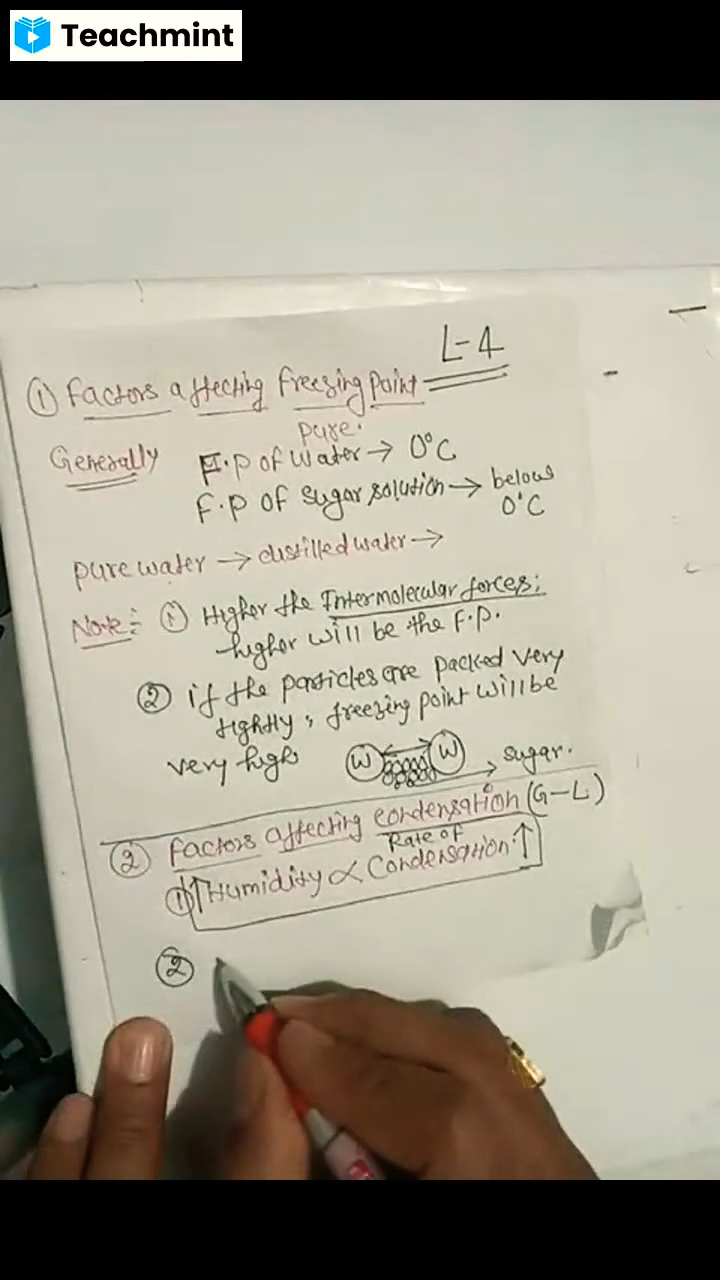 Teachmint
L-4
① Factors affecting freezing point
Generally
pure.
F.p of water → 0°C
F.p of sugar solution → below 0°C
pure water → distilled water →
Note:- ① Higher the Intermolecular forces;
higher will be the F.p.
② if the particles are packed very
tightly, freezing point will be
very high
W W sugar.
② factors affecting condensation (G-L)
① ↑ Humidity ∝ Rate of Condensation ↑
②